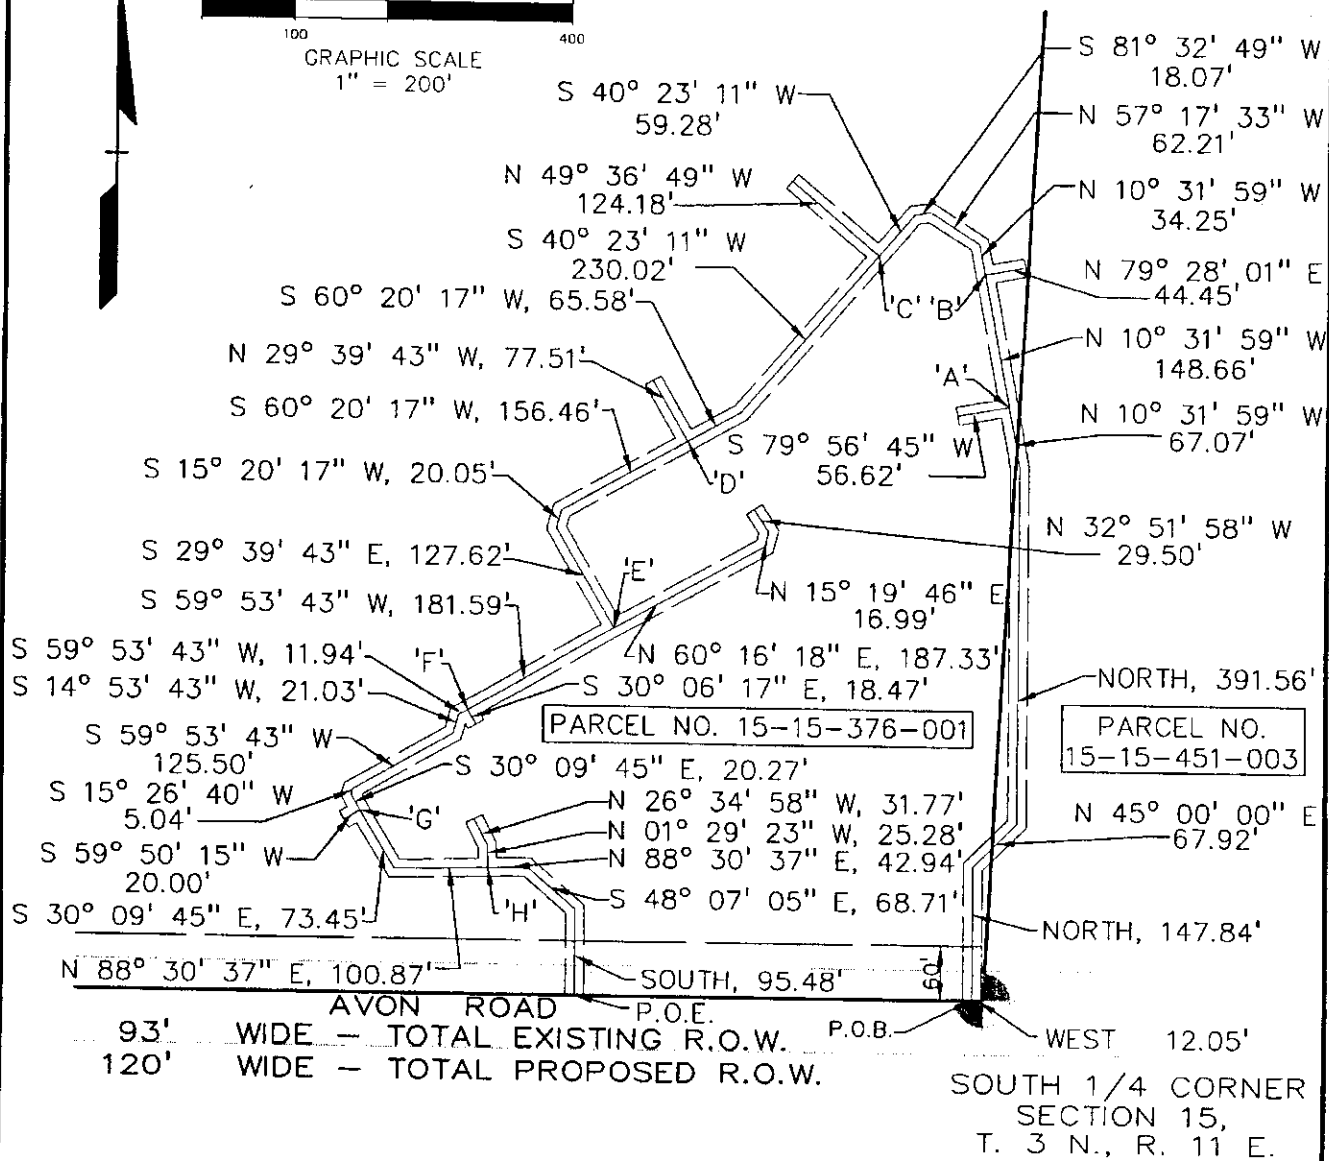 100
400
GRAPHIC SCALE
1" = 200'
S 81° 32' 49" W
18.07'
S 40° 23' 11" W
59.28'
N 57° 17' 33" W
62.21'
N 49° 36' 49" W
124.18'
N 10° 31' 59" W
34.25'
S 40° 23' 11" W
230.02'
N 79° 28' 01" E
44.45'
S 60° 20' 17" W, 65.58'
'C' 'B'
N 10° 31' 59" W
148.66'
N 29° 39' 43" W, 77.51'
'A'
S 60° 20' 17" W, 156.46'
N 10° 31' 59" W
67.07'
S 79° 56' 45" W
56.62'
S 15° 20' 17" W, 20.05'
'D'
N 32° 51' 58" W
29.50'
S 29° 39' 43" E, 127.62'
'E'
N 15° 19' 46" E
16.99'
S 59° 53' 43" W, 181.59'
S 59° 53' 43" W, 11.94'
'F'
N 60° 16' 18" E, 187.33'
S 14° 53' 43" W, 21.03'
S 30° 06' 17" E, 18.47'
NORTH, 391.56'
PARCEL NO. 15-15-376-001
PARCEL NO.
15-15-451-003
S 59° 53' 43" W
125.50'
S 30° 09' 45" E, 20.27'
S 15° 26' 40" W
5.04'
N 26° 34' 58" W, 31.77'
'G'
N 01° 29' 23" W, 25.28'
N 45° 00' 00" E
67.92'
S 59° 50' 15" W
20.00'
N 88° 30' 37" E, 42.94'
S 30° 09' 45" E, 73.45'
'H'
S 48° 07' 05" E, 68.71'
NORTH, 147.84'
N 88° 30' 37" E, 100.87'
SOUTH, 95.48'
60'
AVON ROAD
P.O.E.
P.O.B.
93' WIDE - TOTAL EXISTING R.O.W.
WEST 12.05'
120' WIDE - TOTAL PROPOSED R.O.W.
SOUTH 1/4 CORNER
SECTION 15,
T. 3 N., R. 11 E.